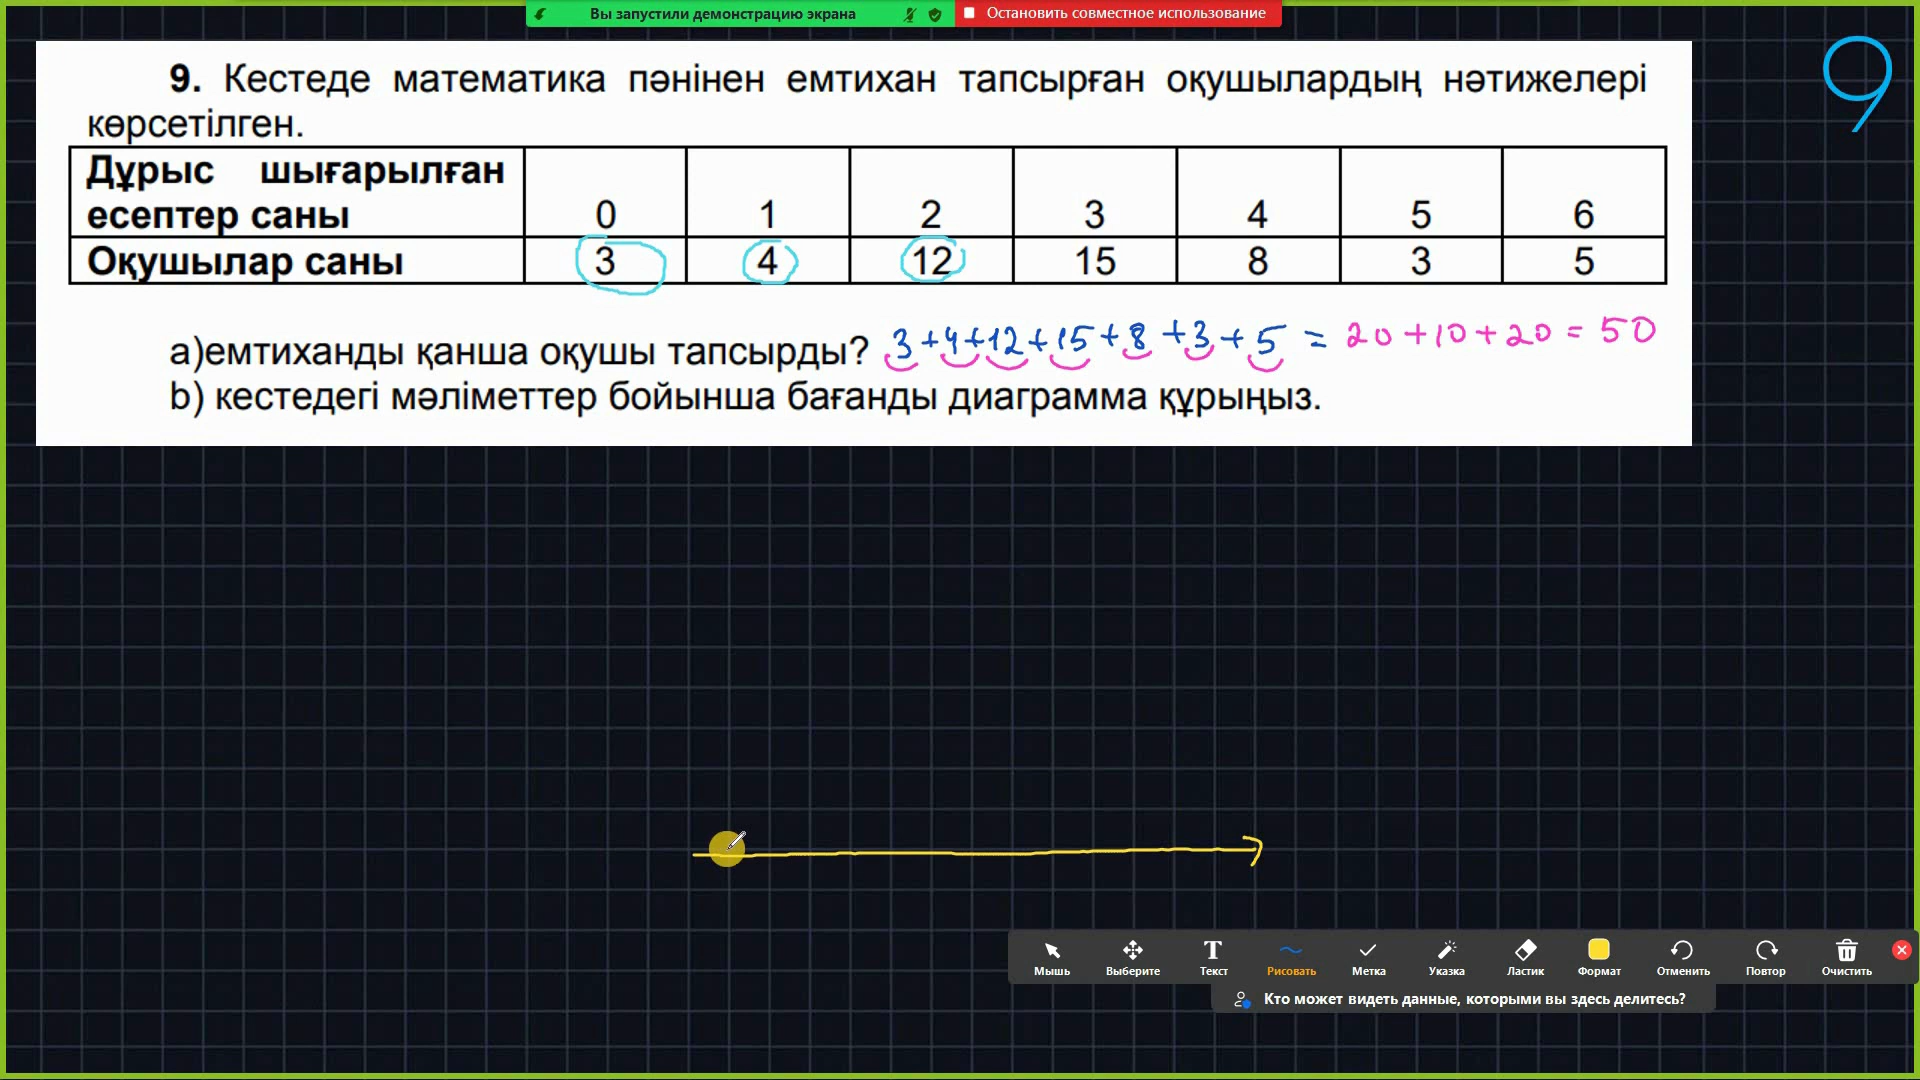 Вы запустили демонстрацию экрана Остановить совместное использование
9
9. Кестеде математика пәнінен емтихан тапсырған оқушылардың нәтижелері
көрсетілген.
Дұрыс шығарылған
есептер саны 0 1 2 3 4 5 6
Оқушылар саны 3 4 12 15 8 3 5
a)емтиханды қанша оқушы тапсырды? 3+4+12+15+8+3+5 = 20+10+20=50
b) кестедегі мәліметтер бойынша бағанды диаграмма құрыңыз.
Мышь Выберите T Текст Рисовать Метка Указка Ластик Формат Отменить Повтор Очистить
Кто может видеть данные, которыми вы здесь делитесь?